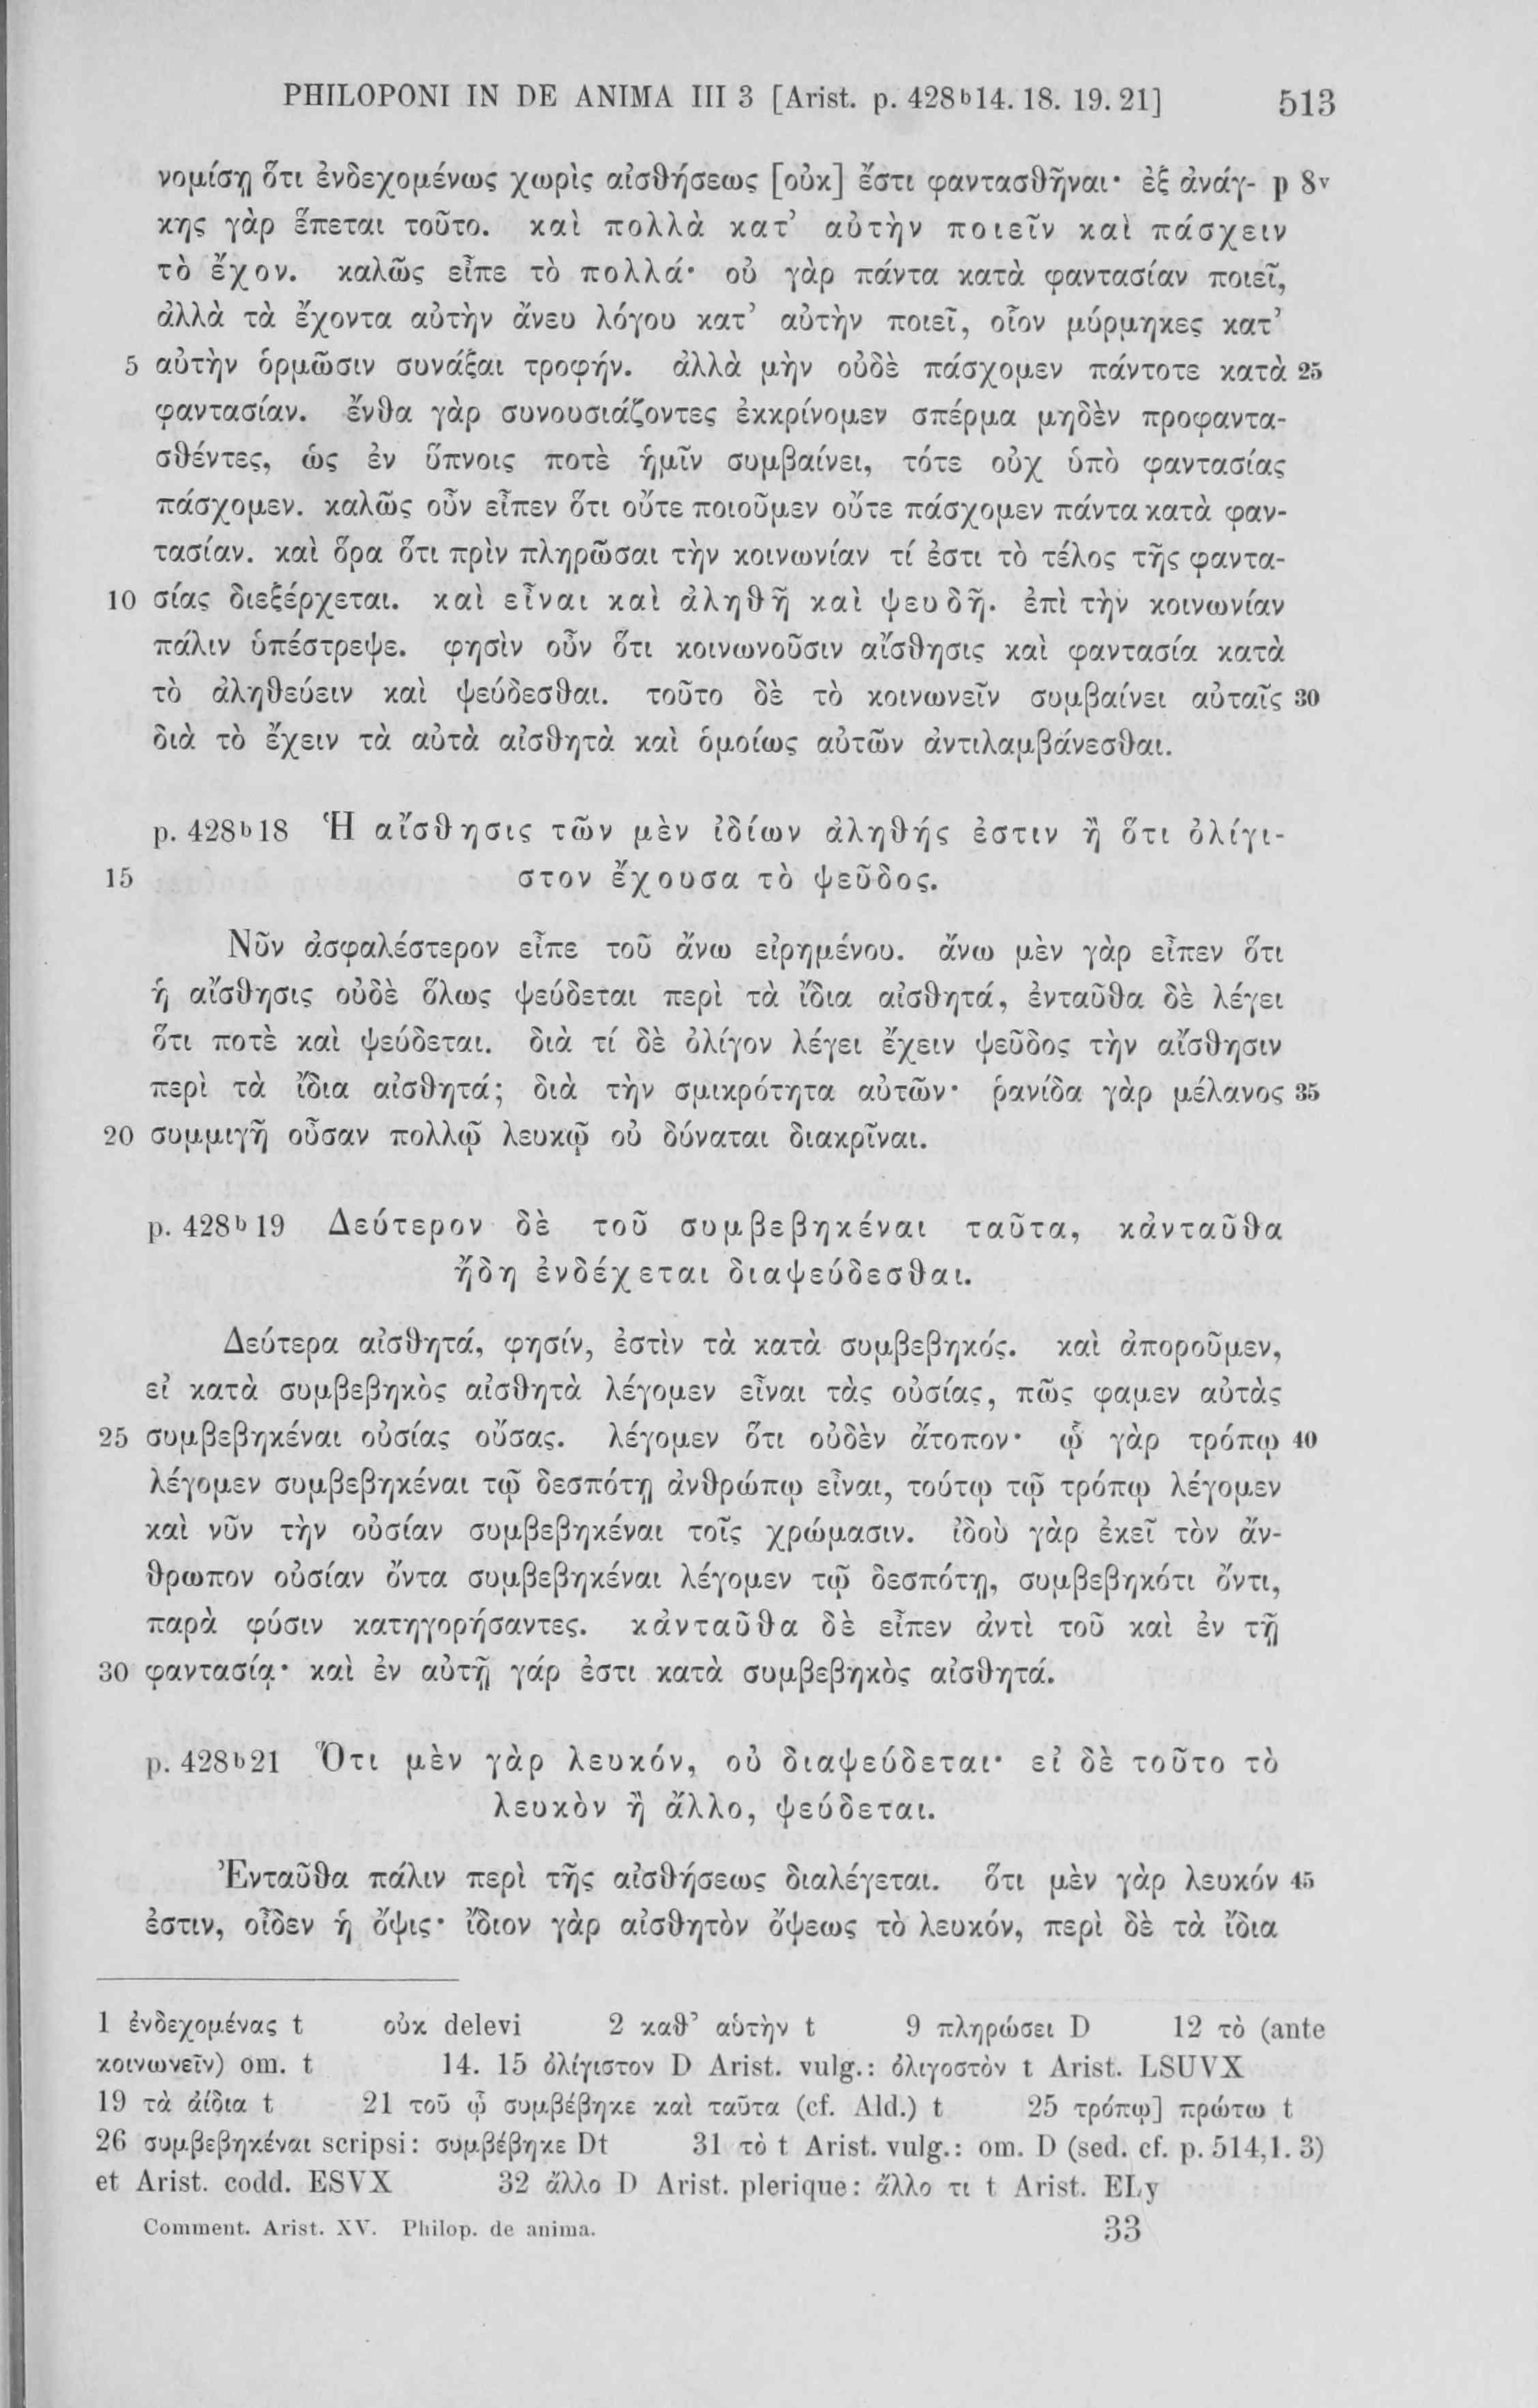 PHILOPONI IN DE ANIMA III 3 [Arist. p. 428ᵇ14. 18. 19. 21] 513
νομίσῃ ὅτι ἐνδεχομένως χωρὶς αἰσθήσεως [οὐκ] ἔστι φαντασθῆναι· ἐξ ἀνάγ- p 8ᵛ
κης γὰρ ἕπεται τοῦτο. καὶ πολλὰ κατ’ αὐτὴν ποιεῖν καὶ πάσχειν
τὸ ἔχον. καλῶς εἶπε τὸ πολλά· οὐ γὰρ πάντα κατὰ φαντασίαν ποιεῖ,
ἀλλὰ τὰ ἔχοντα αὐτὴν ἄνευ λόγου κατ’ αὐτὴν ποιεῖ, οἷον μύρμηκες κατ’
5 αὐτὴν ὁρμῶσιν συνάξαι τροφήν. ἀλλὰ μὴν οὐδὲ πάσχομεν πάντοτε κατὰ 25
φαντασίαν. ἔνθα γὰρ συνουσιάζοντες ἐκκρίνομεν σπέρμα μηδὲν προφαντα-
σθέντες, ὡς ἐν ὕπνοις ποτὲ ἡμῖν συμβαίνει, τότε οὐχ ὑπὸ φαντασίας
πάσχομεν. καλῶς οὖν εἶπεν ὅτι οὔτε ποιοῦμεν οὔτε πάσχομεν πάντα κατὰ φαν-
τασίαν. καὶ ὅρα ὅτι πρὶν πληρῶσαι τὴν κοινωνίαν τί ἐστι τὸ τέλος τῆς φαντα-
10 σίας διεξέρχεται. καὶ εἶναι καὶ ἀληθῆ καὶ ψευδῆ. ἐπὶ τὴν κοινωνίαν
πάλιν ὑπέστρεψε. φησὶν οὖν ὅτι κοινωνοῦσιν αἴσθησις καὶ φαντασία κατὰ
τὸ ἀληθεύειν καὶ ψεύδεσθαι. τοῦτο δὲ τὸ κοινωνεῖν συμβαίνει αὐταῖς 30
διὰ τὸ ἔχειν τὰ αὐτὰ αἰσθητὰ καὶ ὁμοίως αὐτῶν ἀντιλαμβάνεσθαι.
p. 428ᵇ18 Ἡ αἴσθησις τῶν μὲν ἰδίων ἀληθής ἐστιν ἢ ὅτι ὀλίγι-
15 στον ἔχουσα τὸ ψεῦδος.
Νῦν ἀσφαλέστερον εἶπε τοῦ ἄνω εἰρημένου. ἄνω μὲν γὰρ εἶπεν ὅτι
ἡ αἴσθησις οὐδὲ ὅλως ψεύδεται περὶ τὰ ἴδια αἰσθητά, ἐνταῦθα δὲ λέγει
ὅτι ποτὲ καὶ ψεύδεται. διὰ τί δὲ ὀλίγον λέγει ἔχειν ψεῦδος τὴν αἴσθησιν
περὶ τὰ ἴδια αἰσθητά; διὰ τὴν σμικρότητα αὐτῶν· ῥανίδα γὰρ μέλανος 35
20 συμμιγῆ οὖσαν πολλῷ λευκῷ οὐ δύναται διακρῖναι.
p. 428ᵇ19 Δεύτερον δὲ τοῦ συμβεβηκέναι ταῦτα, κἀνταῦθα
ἤδη ἐνδέχεται διαψεύδεσθαι.
Δεύτερα αἰσθητά, φησίν, ἐστὶν τὰ κατὰ συμβεβηκός. καὶ ἀποροῦμεν,
εἰ κατὰ συμβεβηκὸς αἰσθητὰ λέγομεν εἶναι τὰς οὐσίας, πῶς φαμεν αὐτὰς
25 συμβεβηκέναι οὐσίας οὔσας. λέγομεν ὅτι οὐδὲν ἄτοπον· ᾧ γὰρ τρόπῳ 40
λέγομεν συμβεβηκέναι τῷ δεσπότῃ ἀνθρώπῳ εἶναι, τούτῳ τῷ τρόπῳ λέγομεν
καὶ νῦν τὴν οὐσίαν συμβεβηκέναι τοῖς χρώμασιν. ἰδοὺ γὰρ ἐκεῖ τὸν ἄν-
θρωπον οὐσίαν ὄντα συμβεβηκέναι λέγομεν τῷ δεσπότῃ, συμβεβηκότι ὄντι,
παρὰ φύσιν κατηγορήσαντες. κἀνταῦθα δὲ εἶπεν ἀντὶ τοῦ καὶ ἐν τῇ
30 φαντασίᾳ· καὶ ἐν αὐτῇ γάρ ἐστι κατὰ συμβεβηκὸς αἰσθητά.
p. 428ᵇ21 Ὅτι μὲν γὰρ λευκόν, οὐ διαψεύδεται· εἰ δὲ τοῦτο τὸ
λευκὸν ἢ ἄλλο, ψεύδεται.
Ἐνταῦθα πάλιν περὶ τῆς αἰσθήσεως διαλέγεται. ὅτι μὲν γὰρ λευκόν 45
ἐστιν, οἶδεν ἡ ὄψις· ἴδιον γὰρ αἰσθητὸν ὄψεως τὸ λευκόν, περὶ δὲ τὰ ἴδια
1 ἐνδεχομένας t οὐκ delevi 2 καθ’ αὑτὴν t 9 πληρώσει D 12 τὸ (ante
κοινωνεῖν) om. t 14. 15 ὀλίγιστον D Arist. vulg.: ὀλιγοστὸν t Arist. LSUVX
19 τὰ ἀίδια t 21 τοῦ ᾧ συμβέβηκε καὶ ταῦτα (cf. Ald.) t 25 τρόπῳ] πρώτω t
26 συμβεβηκέναι scripsi: συμβέβηκε Dt 31 τὸ t Arist. vulg.: om. D (sed. cf. p. 514,1. 3)
et Arist. codd. ESVX 32 ἄλλο D Arist. plerique: ἄλλο τι t Arist. ELy
Comment. Arist. XV. Philop. de anima. 33